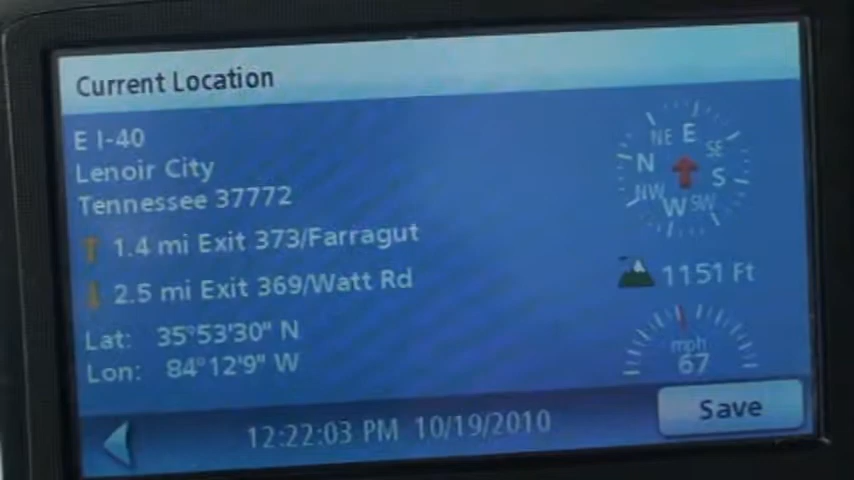 Current Location
E I-40
Lenoir City
Tennessee 37772
1.4 mi Exit 373/Farragut
2.5 mi Exit 369/Watt Rd
Lat: 35°53'30" N
Lon: 84°12'9" W
NE E SE
N S
NW W SW
1151 Ft
mph
67
12:22:03 PM 10/19/2010
Save